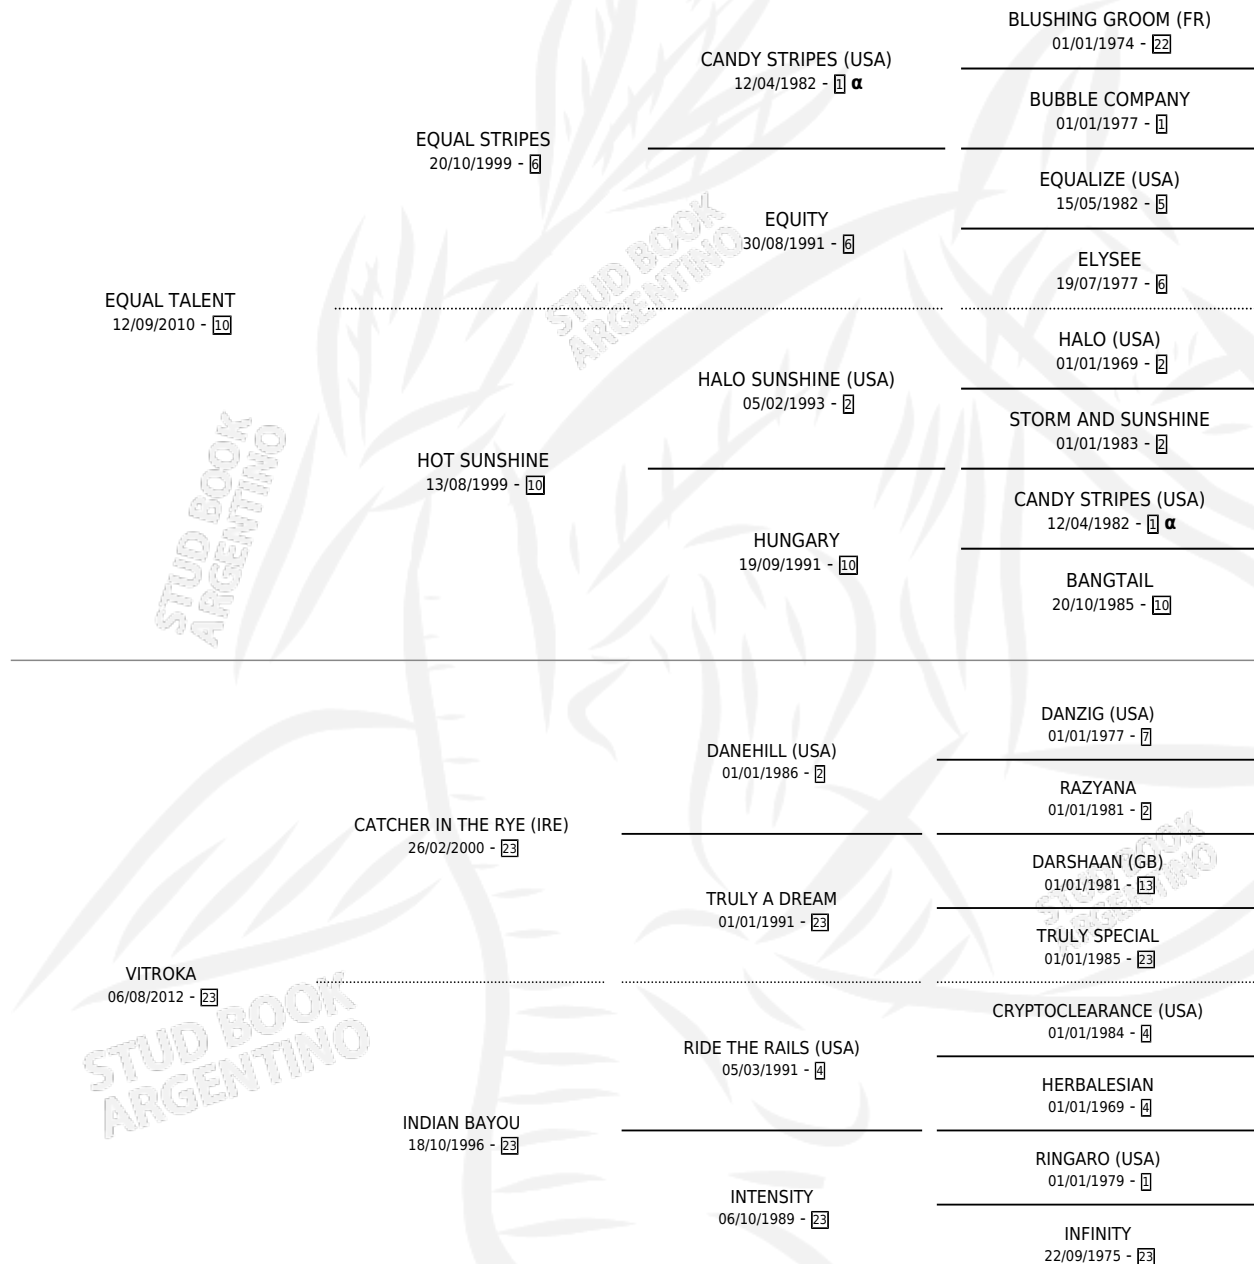 BLUSHING GROOM (FR)
01/01/1974 - 22
CANDY STRIPES (USA)
12/04/1982 - 1 α
BUBBLE COMPANY
01/01/1977 - 1
EQUAL STRIPES
20/10/1999 - 6
EQUALIZE (USA)
15/05/1982 - 5
EQUITY
30/08/1991 - 6
ELYSEE
19/07/1977 - 6
EQUAL TALENT
12/09/2010 - 10
HALO (USA)
01/01/1969 - 2
HALO SUNSHINE (USA)
05/02/1993 - 2
STORM AND SUNSHINE
01/01/1983 - 2
HOT SUNSHINE
13/08/1999 - 10
CANDY STRIPES (USA)
12/04/1982 - 1 α
HUNGARY
19/09/1991 - 10
BANGTAIL
20/10/1985 - 10
STUD BOOK
ARGENTINO
STUD BOOK
ARGENTINO
DANZIG (USA)
01/01/1977 - 7
DANEHILL (USA)
01/01/1986 - 2
RAZYANA
01/01/1981 - 2
CATCHER IN THE RYE (IRE)
26/02/2000 - 23
DARSHAAN (GB)
01/01/1981 - 13
TRULY A DREAM
01/01/1991 - 23
TRULY SPECIAL
01/01/1985 - 23
VITROKA
06/08/2012 - 23
CRYPTOCLEARANCE (USA)
01/01/1984 - 4
RIDE THE RAILS (USA)
05/03/1991 - 4
HERBALESIAN
01/01/1969 - 4
INDIAN BAYOU
18/10/1996 - 23
RINGARO (USA)
01/01/1979 - 1
INTENSITY
06/10/1989 - 23
INFINITY
22/09/1975 - 23
STUD BOOK
ARGENTINO
STUD BOOK
ARGENTINO